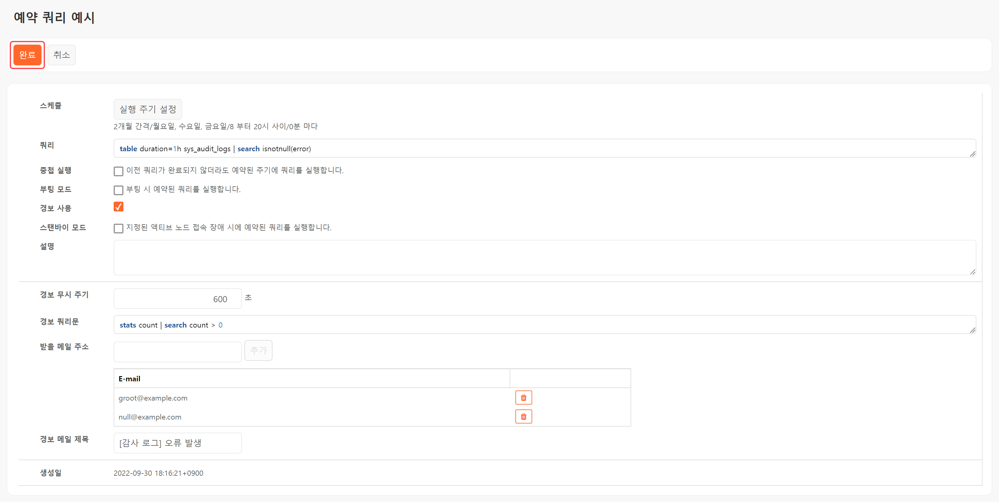 예약 쿼리 예시
완료 취소
스케쥴 실행 주기 설정
2개월 간격/월요일, 수요일, 금요일/8 부터 20시 사이/0분 마다
쿼리 table duration=1h sys_audit_logs | search isnotnull(error)
중첩 실행 이전 쿼리가 완료되지 않더라도 예약된 주기에 쿼리를 실행합니다.
부팅 모드 부팅 시 예약된 쿼리를 실행합니다.
경보 사용
스탠바이 모드 지정된 액티브 노드 접속 장애 시에 예약된 쿼리를 실행합니다.
설명
경보 무시 주기 600 초
경보 쿼리문 stats count | search count > 0
받을 메일 주소 추가
E-mail
groot@example.com
null@example.com
경보 메일 제목 [감사 로그] 오류 발생
생성일 2022-09-30 18:16:21+0900